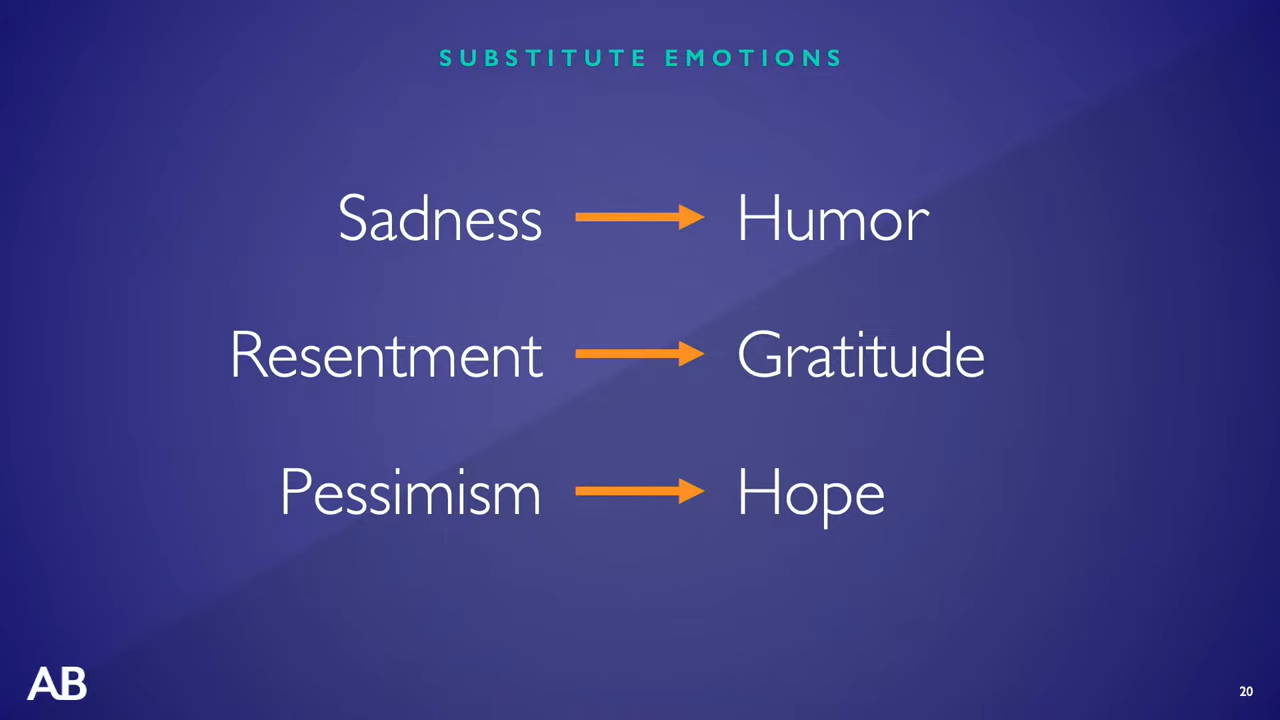 SUBSTITUTE EMOTIONS
Sadness Humor
Resentment Gratitude
Pessimism Hope
AB
20